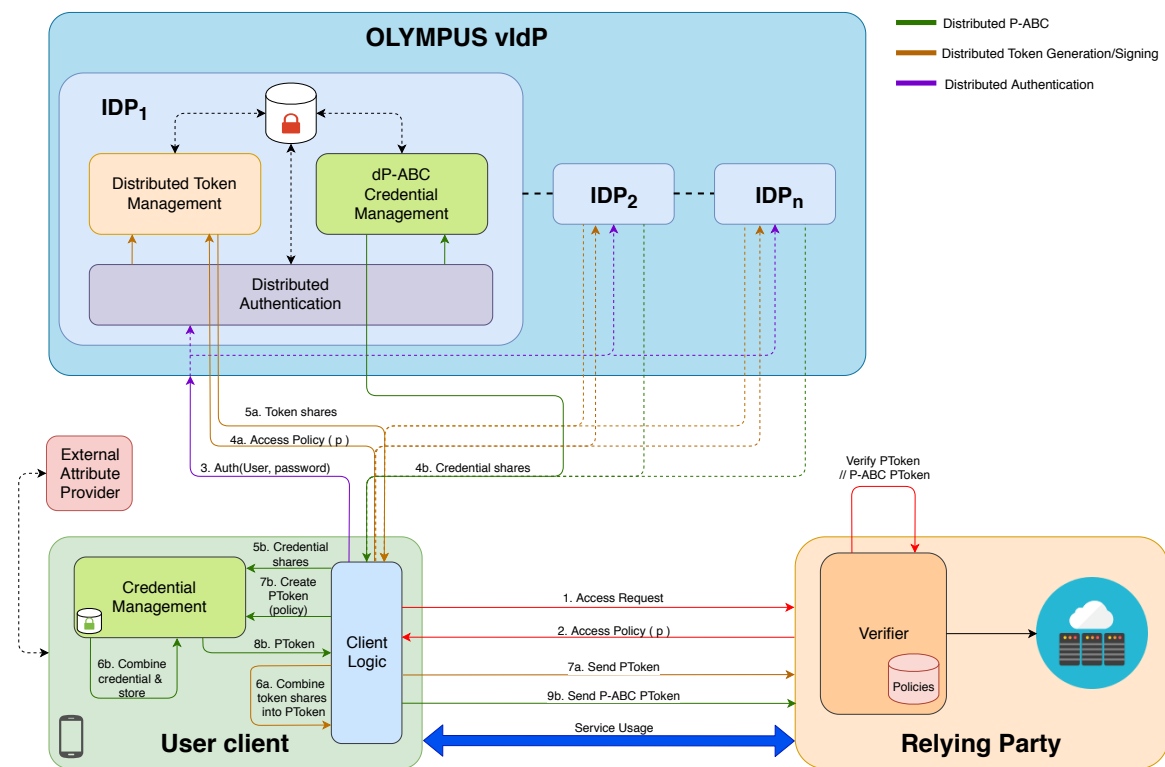 OLYMPUS vIdP
Distributed P-ABC
Distributed Token Generation/Signing
Distributed Authentication
IDP1
Distributed Token
Management
dP-ABC
Credential
Management
IDP2
IDPn
Distributed
Authentication
5a. Token shares
4a. Access Policy ( p )
3. Auth(User, password)
4b. Credential shares
External
Attribute
Provider
Verify PToken
// P-ABC PToken
5b. Credential
shares
Credential
Management
7b. Create
PToken
(policy)
8b. PToken
6b. Combine
credential &
store
6a. Combine
token shares
into PToken
Client
Logic
User client
1. Access Request
2. Access Policy ( p )
7a. Send PToken
9b. Send P-ABC PToken
Service Usage
Verifier
Policies
Relying Party